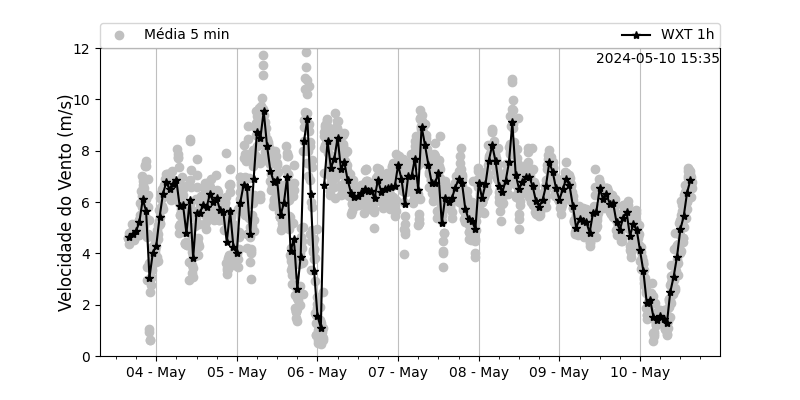 Média 5 min
WXT 1h
2024-05-10 15:35
Velocidade do Vento (m/s)
12
10
8
6
4
2
0
04 - May
05 - May
06 - May
07 - May
08 - May
09 - May
10 - May